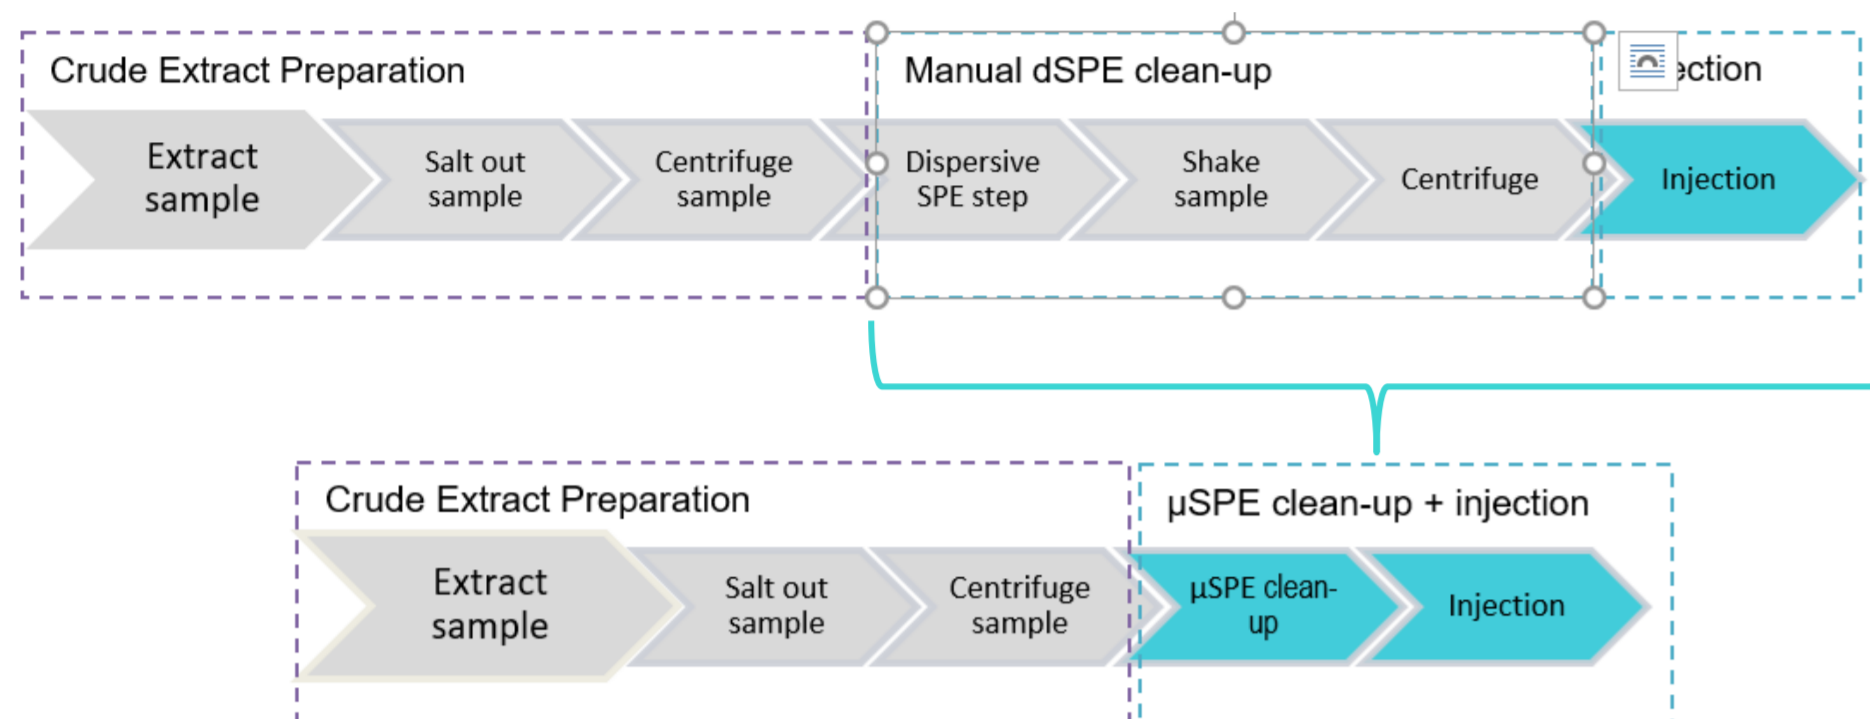 Crude Extract Preparation
Manual dSPE clean-up
ection
Extract
sample
Salt out
sample
Centrifuge
sample
Dispersive
SPE step
Shake
sample
Centrifuge
Injection
Crude Extract Preparation
µSPE clean-up + injection
Extract
sample
Salt out
sample
Centrifuge
sample
µSPE clean-
up
Injection